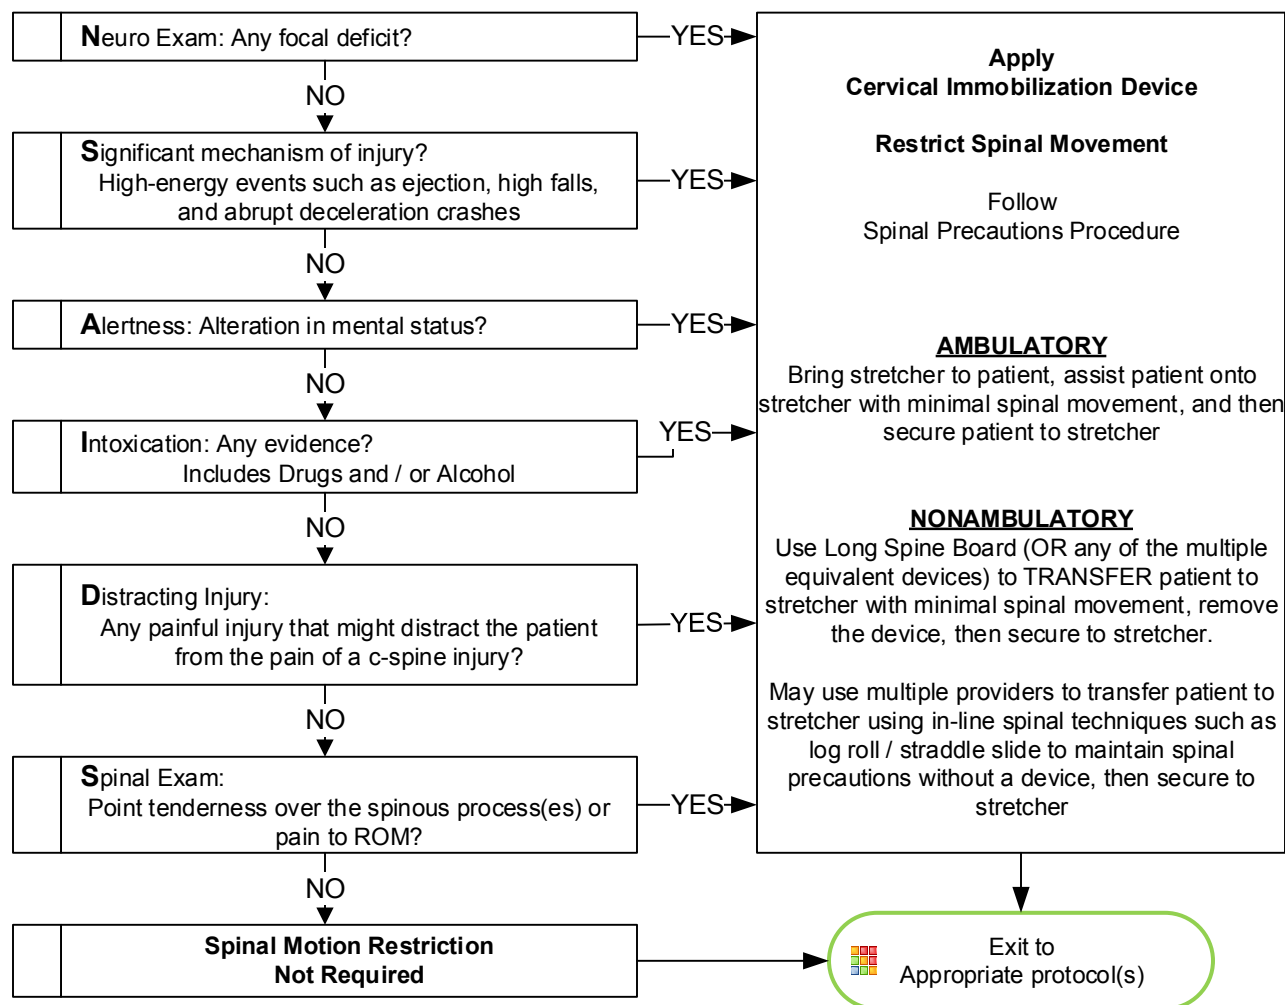 Neuro Exam: Any focal deficit?
YES
NO
Significant mechanism of injury?
High-energy events such as ejection, high falls,
and abrupt deceleration crashes
YES
NO
Alertness: Alteration in mental status?
YES
NO
Intoxication: Any evidence?
Includes Drugs and / or Alcohol
YES
NO
Distracting Injury:
Any painful injury that might distract the patient
from the pain of a c-spine injury?
YES
NO
Spinal Exam:
Point tenderness over the spinous process(es) or
pain to ROM?
YES
NO
Spinal Motion Restriction
Not Required
Apply
Cervical Immobilization Device
Restrict Spinal Movement
Follow
Spinal Precautions Procedure
AMBULATORY
Bring stretcher to patient, assist patient onto
stretcher with minimal spinal movement, and then
secure patient to stretcher
NONAMBULATORY
Use Long Spine Board (OR any of the multiple
equivalent devices) to TRANSFER patient to
stretcher with minimal spinal movement, remove
the device, then secure to stretcher.
May use multiple providers to transfer patient to
stretcher using in-line spinal techniques such as
log roll / straddle slide to maintain spinal
precautions without a device, then secure to
stretcher
Exit to
Appropriate protocol(s)